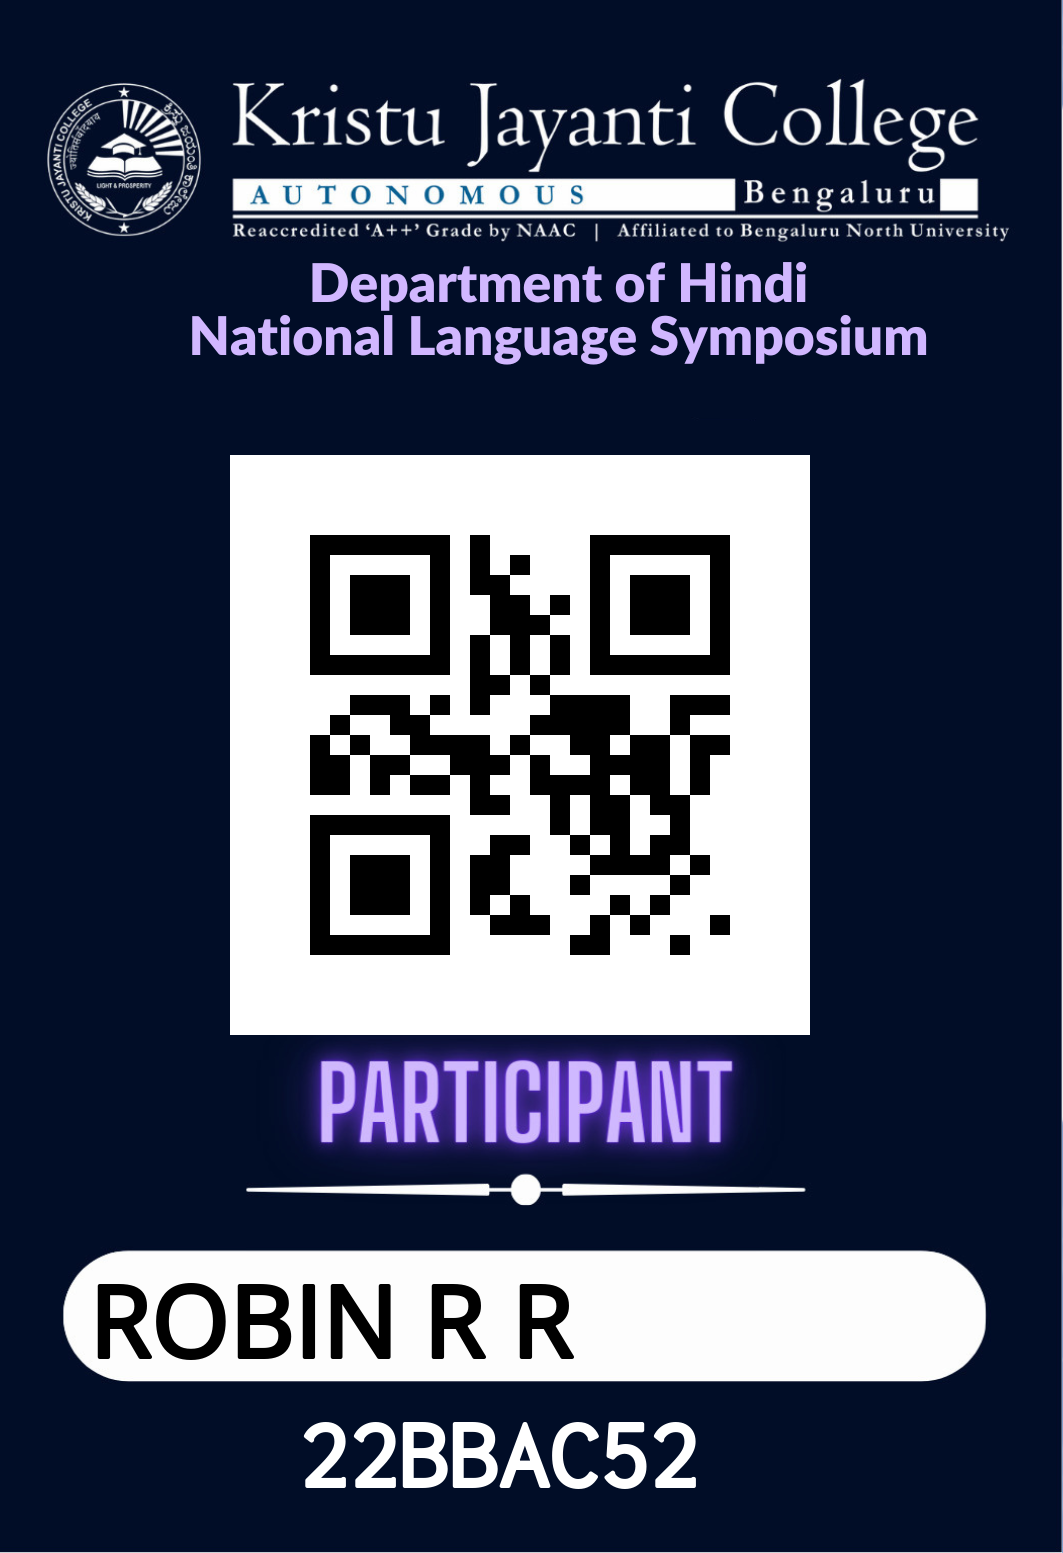 KRISTU JAYANTI COLLEGE
LIGHT & PROSPERITY
Kristu Jayanti College
AUTONOMOUS Bengaluru
Reaccredited ‘A++’ Grade by NAAC | Affiliated to Bengaluru North University
Department of Hindi
National Language Symposium
PARTICIPANT
ROBIN R R
22BBAC52